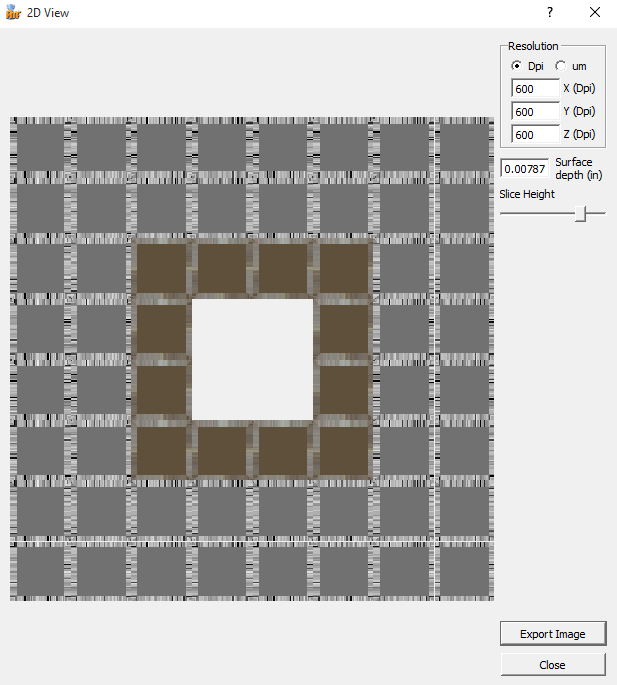 2D View
Resolution
Dpi um
600 X (Dpi)
600 Y (Dpi)
600 Z (Dpi)
0.00787 Surface
depth (in)
Slice Height
Export Image
Close